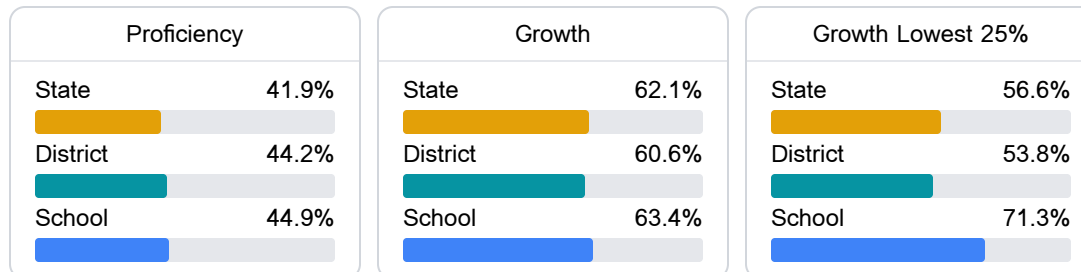 Proficiency
State 41.9%
District 44.2%
School 44.9%
Growth
State 62.1%
District 60.6%
School 63.4%
Growth Lowest 25%
State 56.6%
District 53.8%
School 71.3%